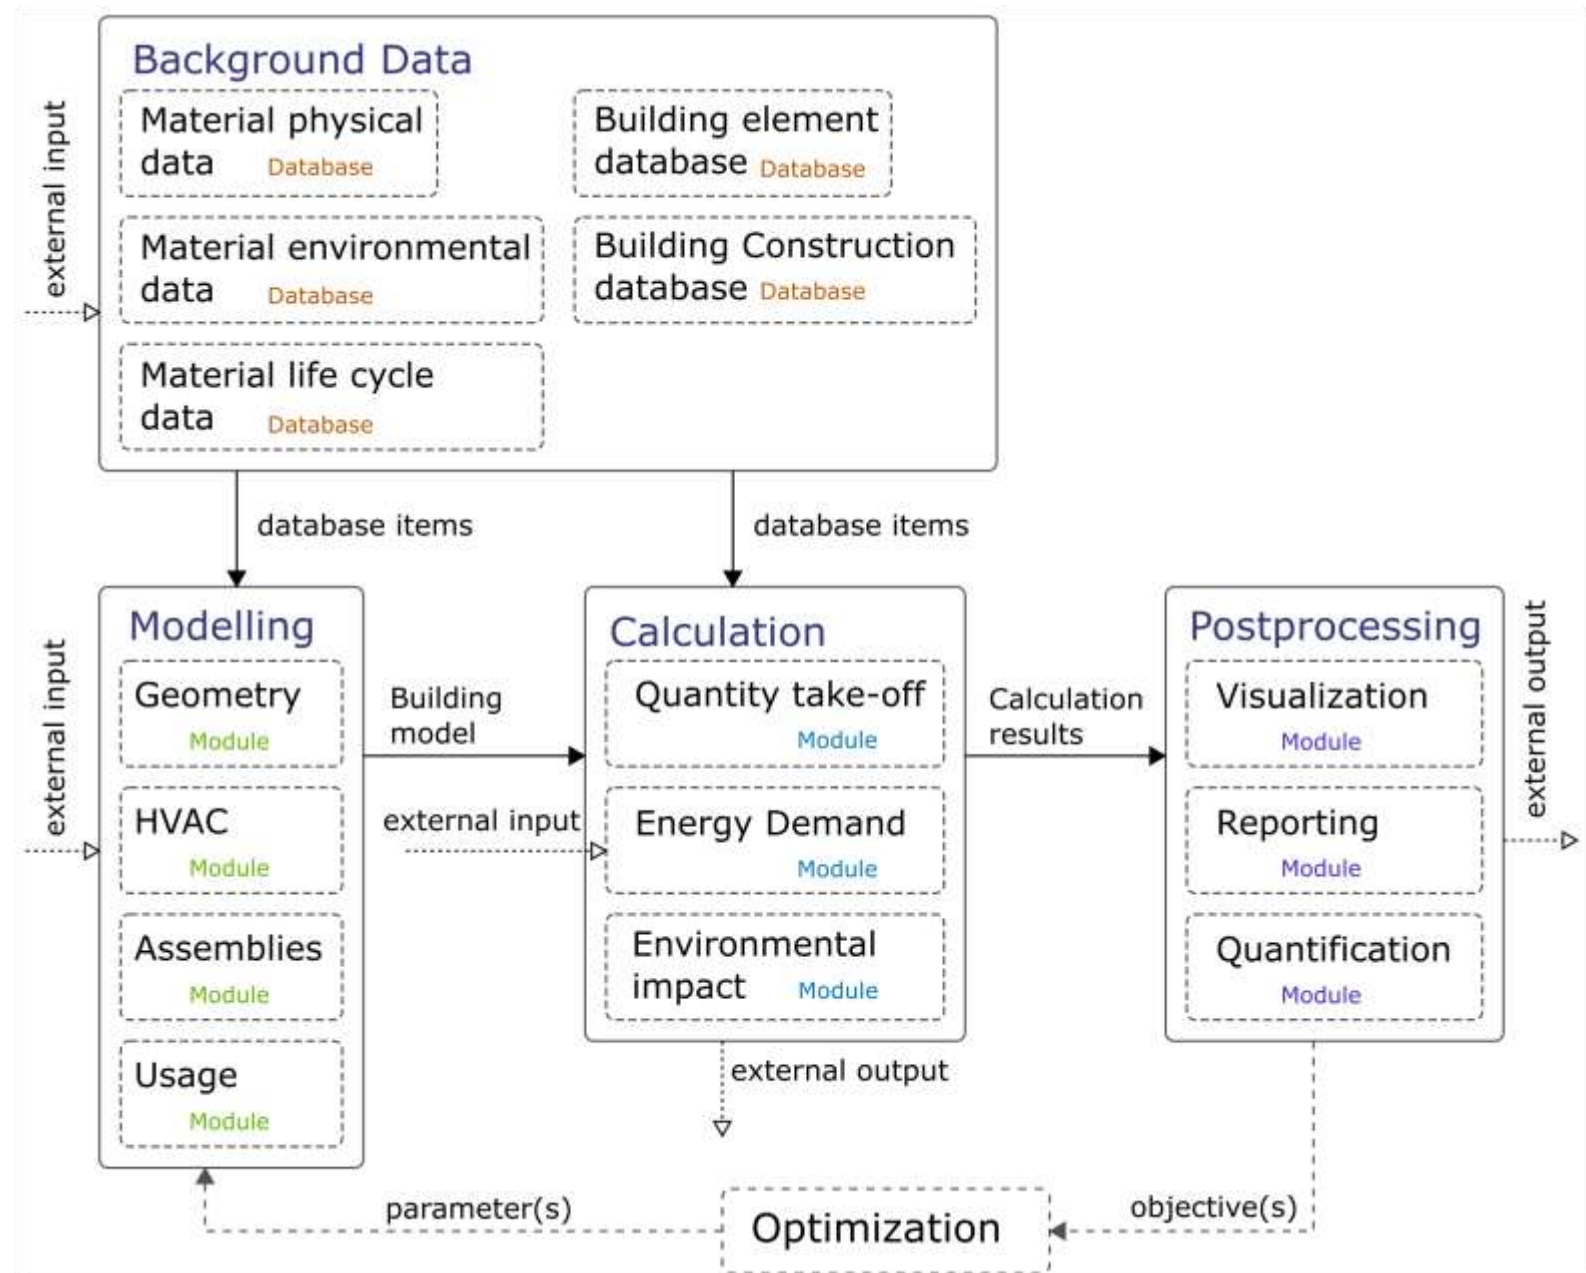 Background Data
external input
Material physical
data Database
Building element
database Database
Material environmental
data Database
Building Construction
database Database
Material life cycle
data Database
database items
database items
Modelling
external input
Geometry
Module
HVAC
Module
Assemblies
Module
Usage
Module
Building
model
external input
Calculation
Quantity take-off
Module
Energy Demand
Module
Environmental
impact Module
external output
Calculation
results
Postprocessing
Visualization
Module
Reporting
Module
Quantification
Module
external output
parameter(s)
Optimization
objective(s)